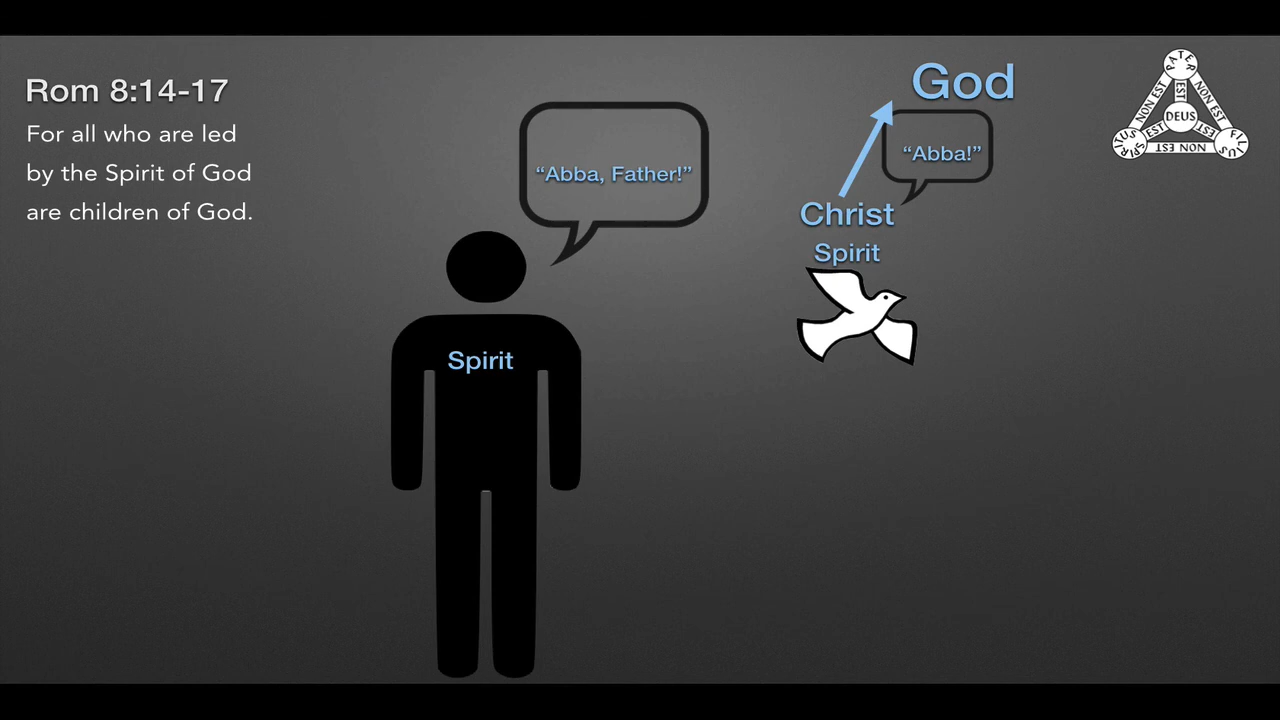 Rom 8:14-17
For all who are led
by the Spirit of God
are children of God.
“Abba, Father!”
Spirit
God
“Abba!”
Christ
Spirit
PATER
NON EST
EST
NON EST
DEUS
EST
EST
SPIRITUS
NON EST
FILIUS